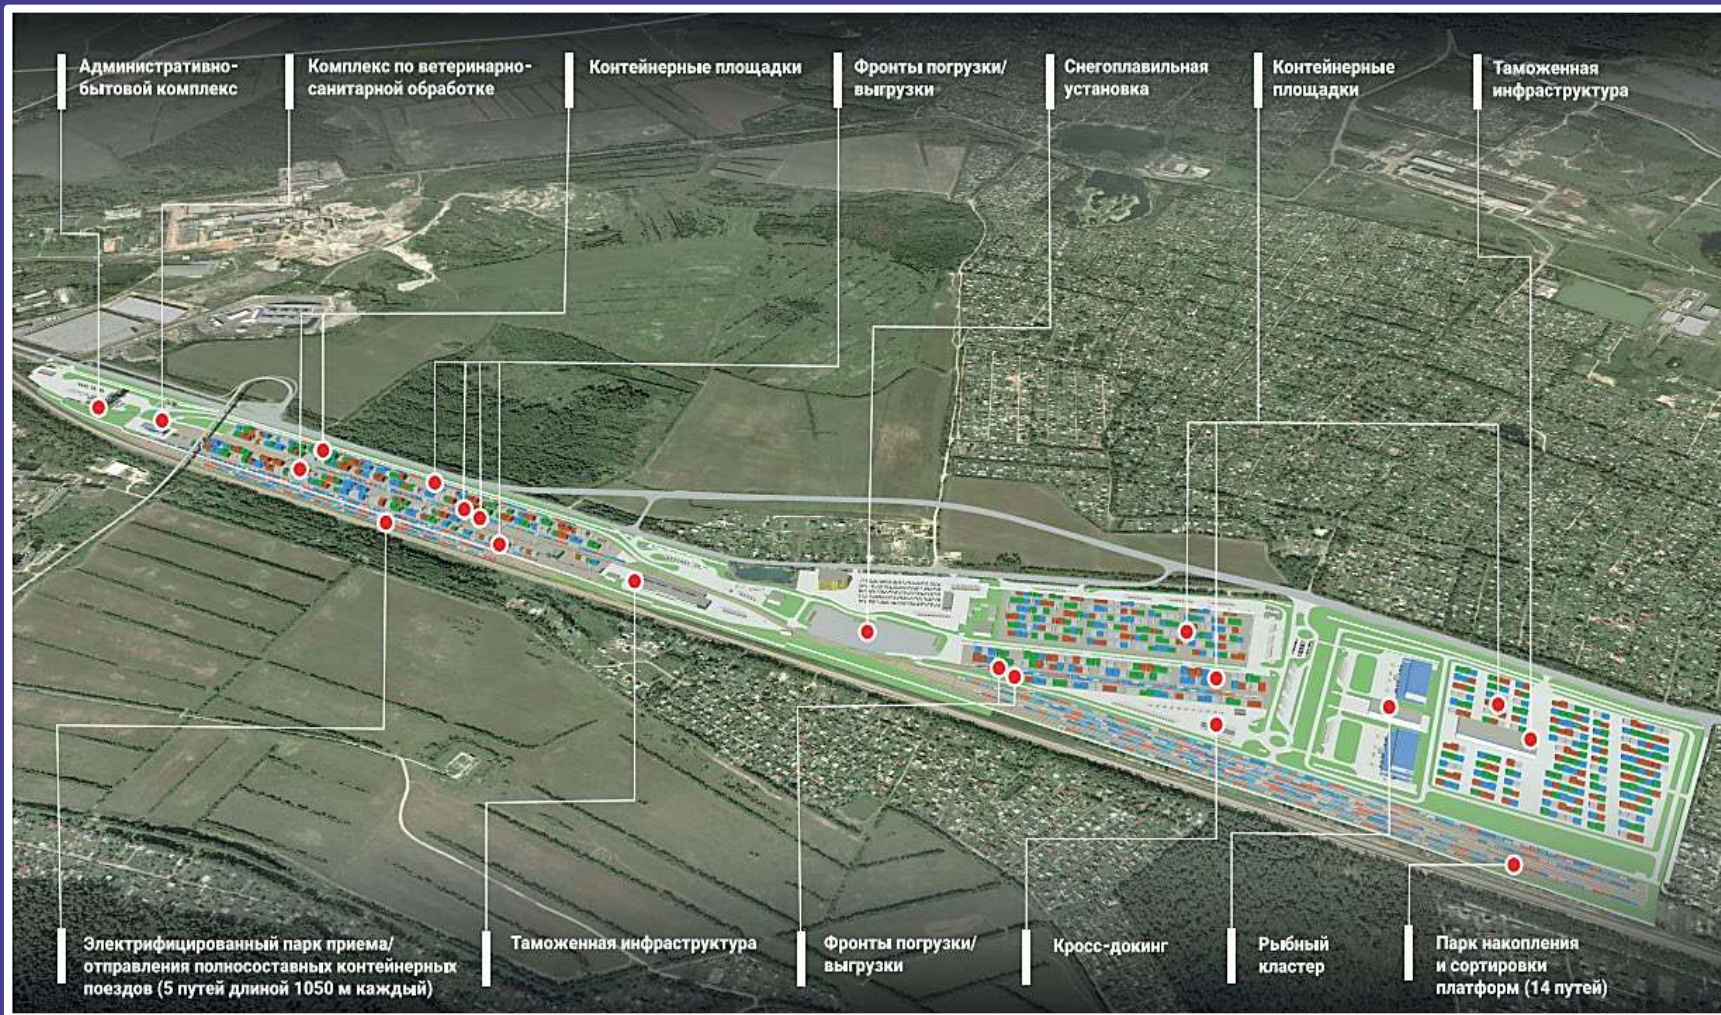 Административно-
бытовой комплекс
Комплекс по ветеринарно-
санитарной обработке
Контейнерные площадки
Фронты погрузки/
выгрузки
Снегоплавильная
установка
Контейнерные
площадки
Таможенная
инфраструктура
Электрифицированный парк приема/
отправления полносоставных контейнерных
поездов (5 путей длиной 1050 м каждый)
Таможенная инфраструктура
Фронты погрузки/
выгрузки
Кросс-докинг
Рыбный
кластер
Парк накопления
и сортировки
платформ (14 путей)